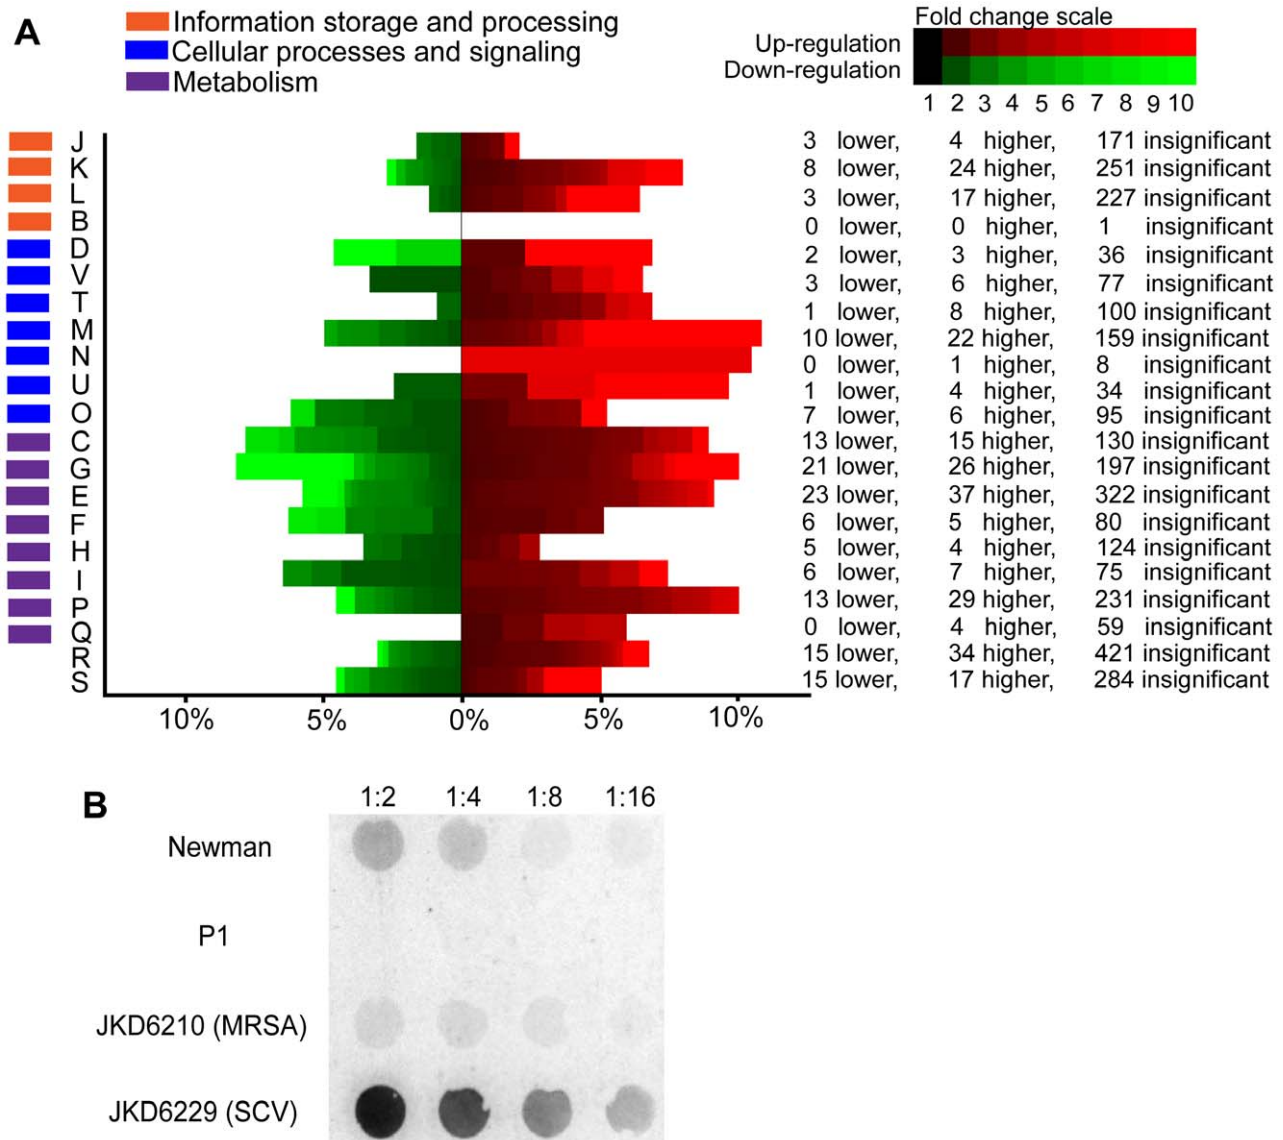 A
Information storage and processing
Cellular processes and signaling
Metabolism
Fold change scale
Up-regulation
Down-regulation
1 2 3 4 5 6 7 8 9 10
J 3 lower, 4 higher, 171 insignificant
K 8 lower, 24 higher, 251 insignificant
L 3 lower, 17 higher, 227 insignificant
B 0 lower, 0 higher, 1 insignificant
D 2 lower, 3 higher, 36 insignificant
V 3 lower, 6 higher, 77 insignificant
T 1 lower, 8 higher, 100 insignificant
M 10 lower, 22 higher, 159 insignificant
N 0 lower, 1 higher, 8 insignificant
U 1 lower, 4 higher, 34 insignificant
O 7 lower, 6 higher, 95 insignificant
C 13 lower, 15 higher, 130 insignificant
G 21 lower, 26 higher, 197 insignificant
E 23 lower, 37 higher, 322 insignificant
F 6 lower, 5 higher, 80 insignificant
H 5 lower, 4 higher, 124 insignificant
I 6 lower, 7 higher, 75 insignificant
P 13 lower, 29 higher, 231 insignificant
Q 0 lower, 4 higher, 59 insignificant
R 15 lower, 34 higher, 421 insignificant
S 15 lower, 17 higher, 284 insignificant
10% 5% 0% 5% 10%
B
1:2 1:4 1:8 1:16
Newman
P1
JKD6210 (MRSA)
JKD6229 (SCV)